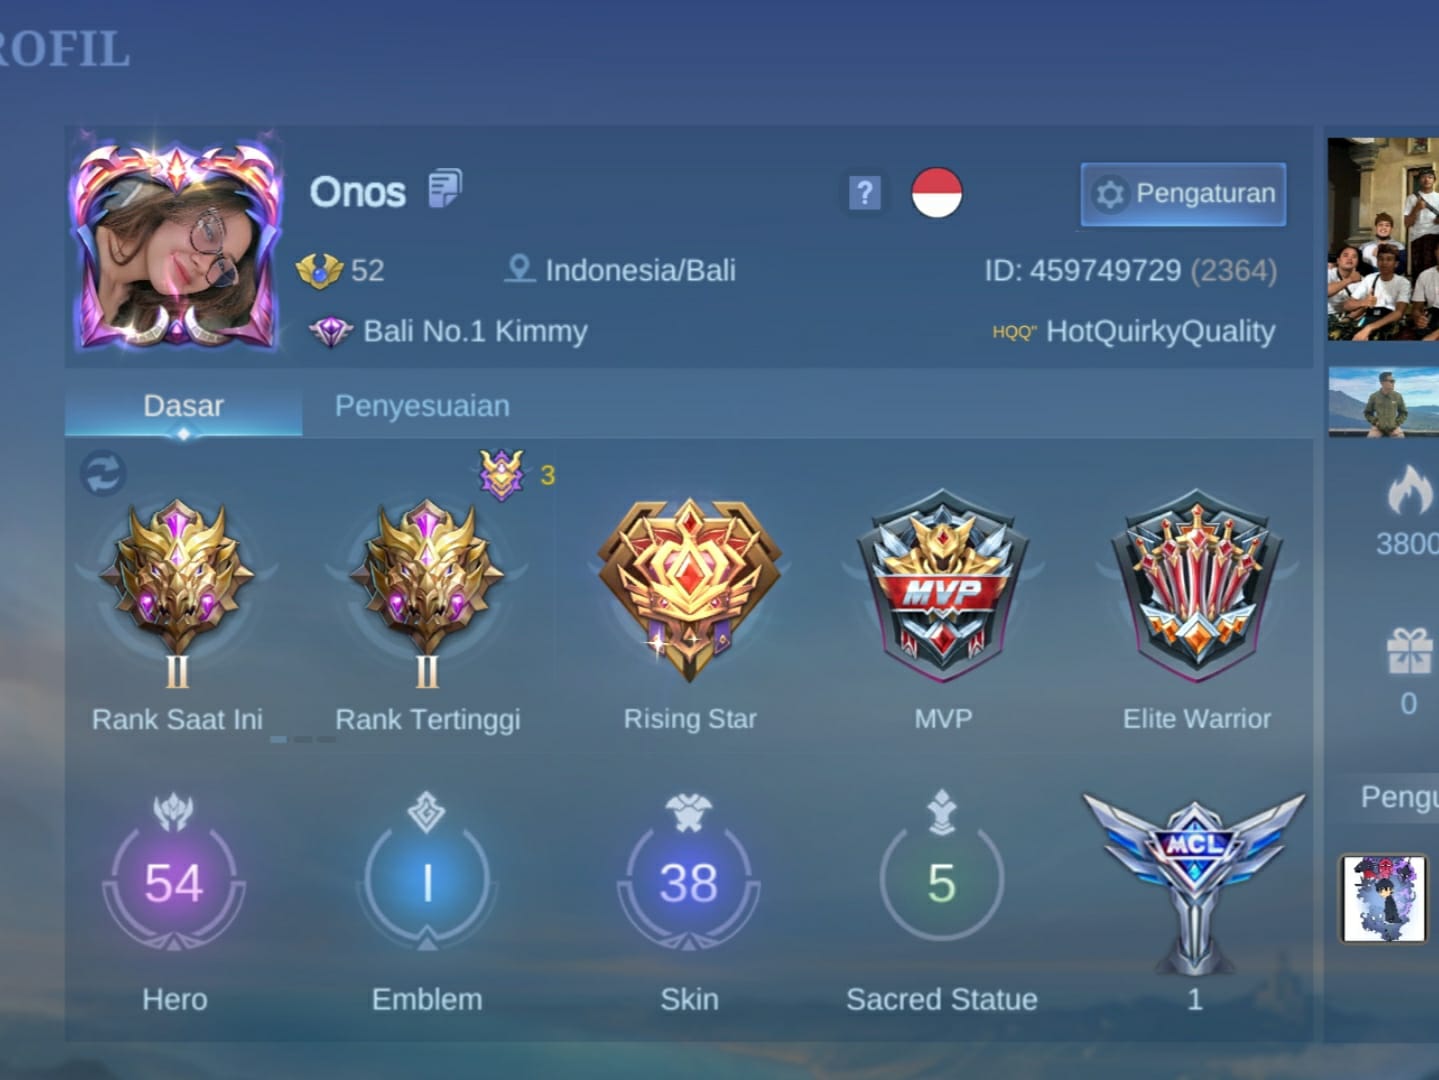 ROFIL
Onos
?
Pengaturan
52
Indonesia/Bali
ID: 459749729 (2364)
Bali No.1 Kimmy
HQQ" HotQuirkyQuality
Dasar
Penyesuaian
3
II
II
MVP
Rank Saat Ini
Rank Tertinggi
Rising Star
MVP
Elite Warrior
3800
0
54
I
38
5
MCL
Hero
Emblem
Skin
Sacred Statue
1
Pengu